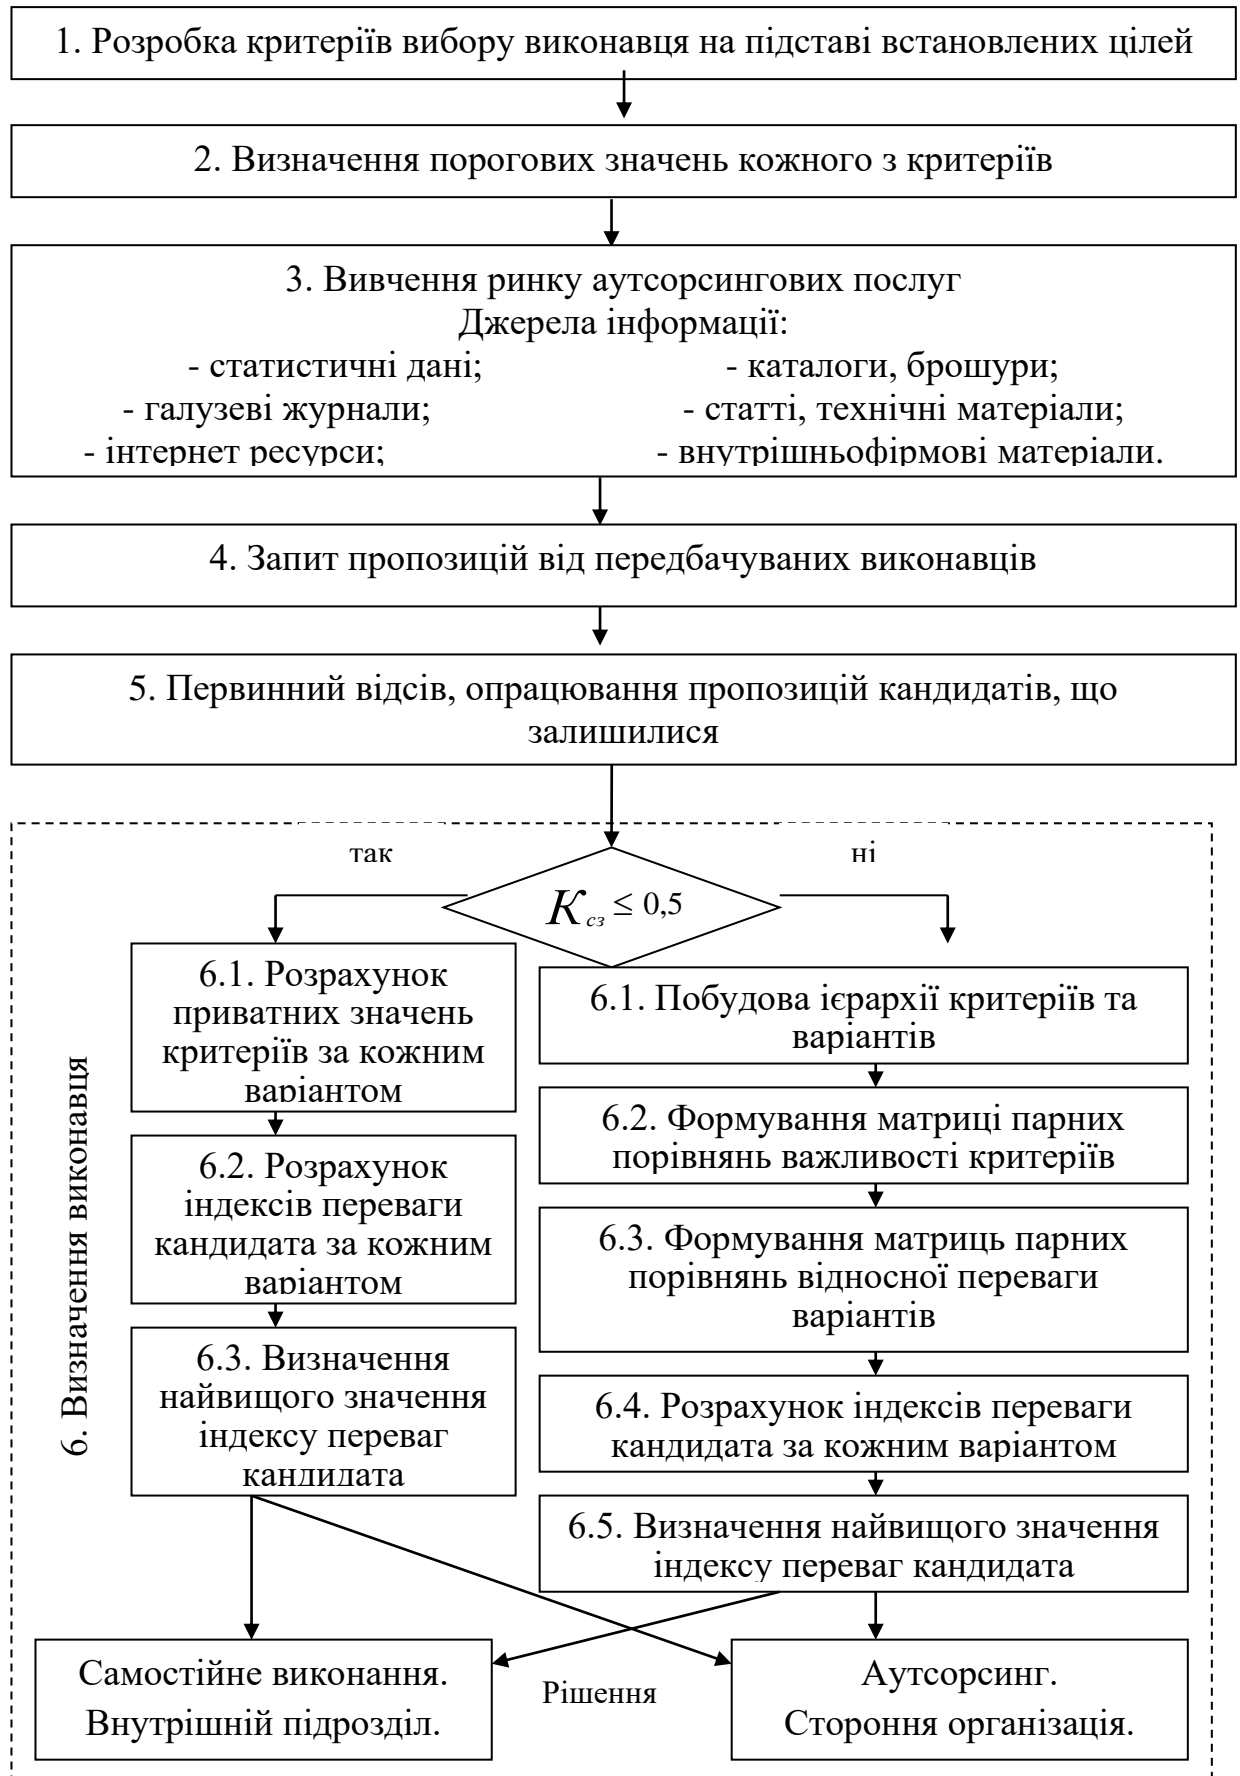 1. Розробка критеріїв вибору виконавця на підставі встановлених цілей
2. Визначення порогових значень кожного з критеріїв
3. Вивчення ринку аутсорсингових послуг
Джерела інформації:
- статистичні дані; - каталоги, брошури;
- галузеві журнали; - статті, технічні матеріали;
- інтернет ресурси; - внутрішньофірмові матеріали.
4. Запит пропозицій від передбачуваних виконавців
5. Первинний відсів, опрацювання пропозицій кандидатів, що
залишилися
так
ні
K сз ≤ 0,5
6. Визначення виконавця
6.1. Розрахунок
приватних значень
критеріїв за кожним
варіантом
6.2. Розрахунок
індексів переваги
кандидата за кожним
варіантом
6.3. Визначення
найвищого значення
індексу переваг
кандидата
6.1. Побудова ієрархії критеріїв та
варіантів
6.2. Формування матриці парних
порівнянь важливості критеріїв
6.3. Формування матриць парних
порівнянь відносної переваги
варіантів
6.4. Розрахунок індексів переваги
кандидата за кожним варіантом
6.5. Визначення найвищого значення
індексу переваг кандидата
Самостійне виконання.
Внутрішній підрозділ.
Рішення
Аутсорсинг.
Стороння організація.